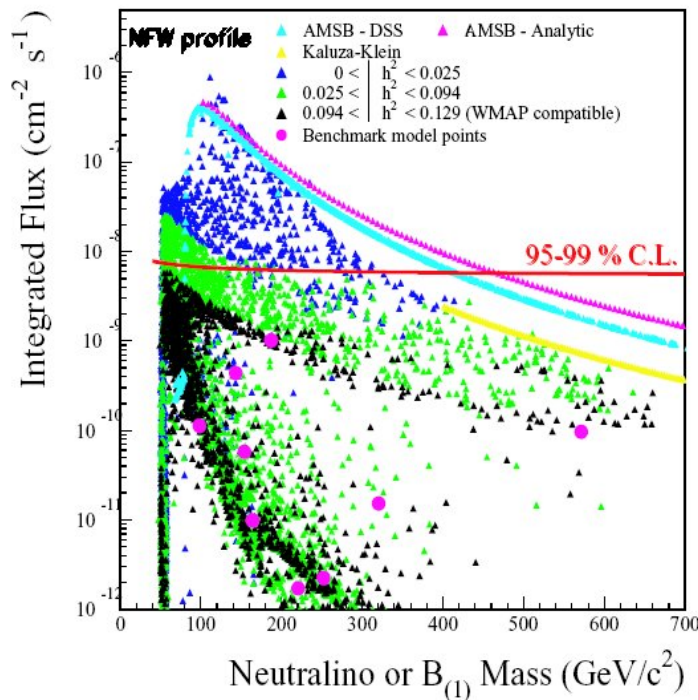 NFW profile
AMSB - DSS AMSB - Analytic
Kaluza-Klein
0 < | h² < 0.025
0.025 < | h² < 0.094
0.094 < | h² < 0.129 (WMAP compatible)
Benchmark model points
95-99 % C.L.
Integrated Flux (cm⁻² s⁻¹)
10⁻⁶
10⁻⁷
10⁻⁸
10⁻⁹
10⁻¹⁰
10⁻¹¹
10⁻¹²
0 100 200 300 400 500 600 700
Neutralino or B₍₁₎ Mass (GeV/c²)